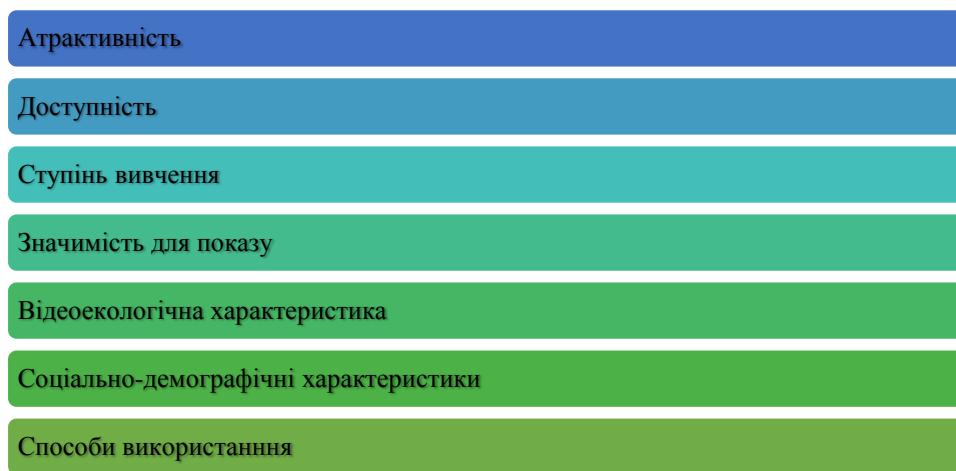 Атрактивність
Доступність
Ступінь вивчення
Значимість для показу
Відеоекологічна характеристика
Соціально-демографічні характеристики
Способи використанння